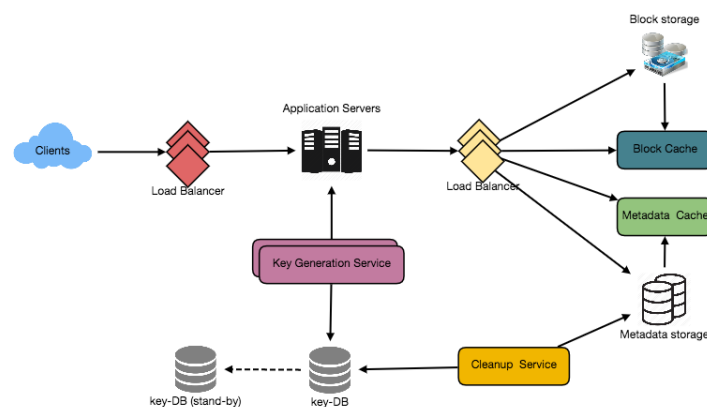 Block storage
Application Servers
Clients
Block Cache
Load Balancer
Load Balancer
Metadata Cache
Key Generation Service
Metadata storage
Cleanup Service
key-DB (stand-by)
key-DB